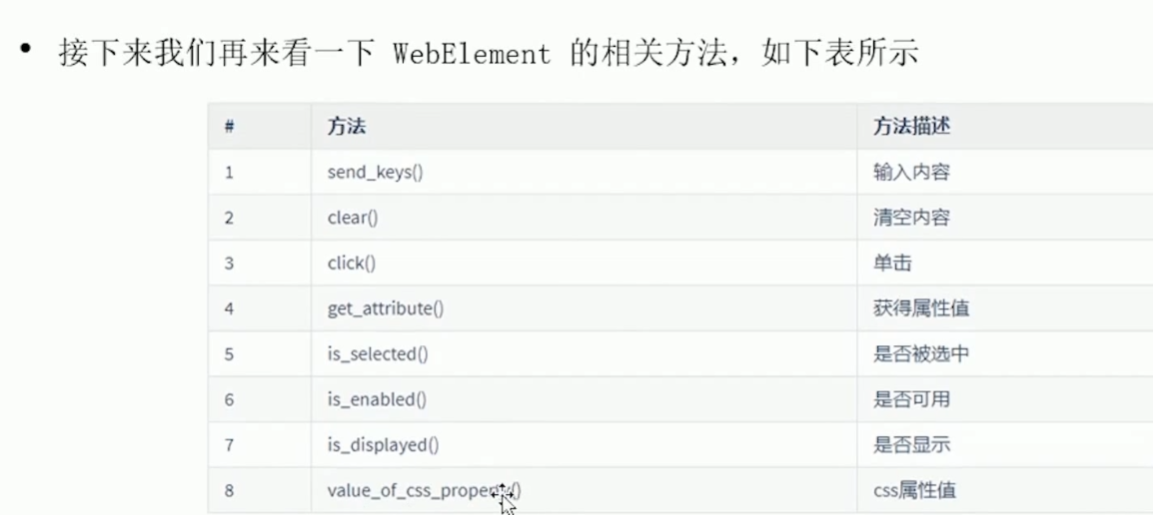 • 接下来我们再来看一下 WebElement 的相关方法，如下表所示
# 方法 方法描述
1 send_keys() 输入内容
2 clear() 清空内容
3 click() 单击
4 get_attribute() 获得属性值
5 is_selected() 是否被选中
6 is_enabled() 是否可用
7 is_displayed() 是否显示
8 value_of_css_property() css属性值